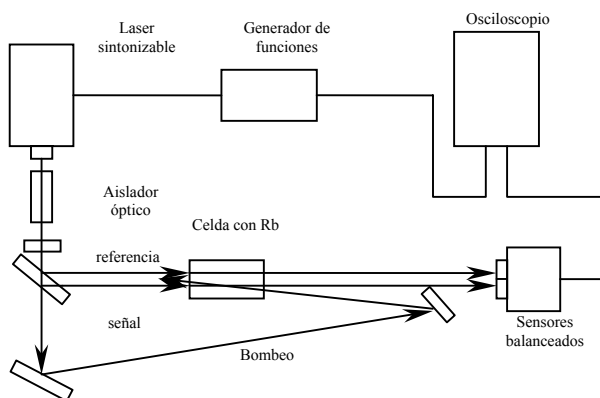 Laser
sintonizable
Generador de
funciones
Osciloscopio
Aislador
óptico
Celda con Rb
referencia
señal
Bombeo
Sensores
balanceados